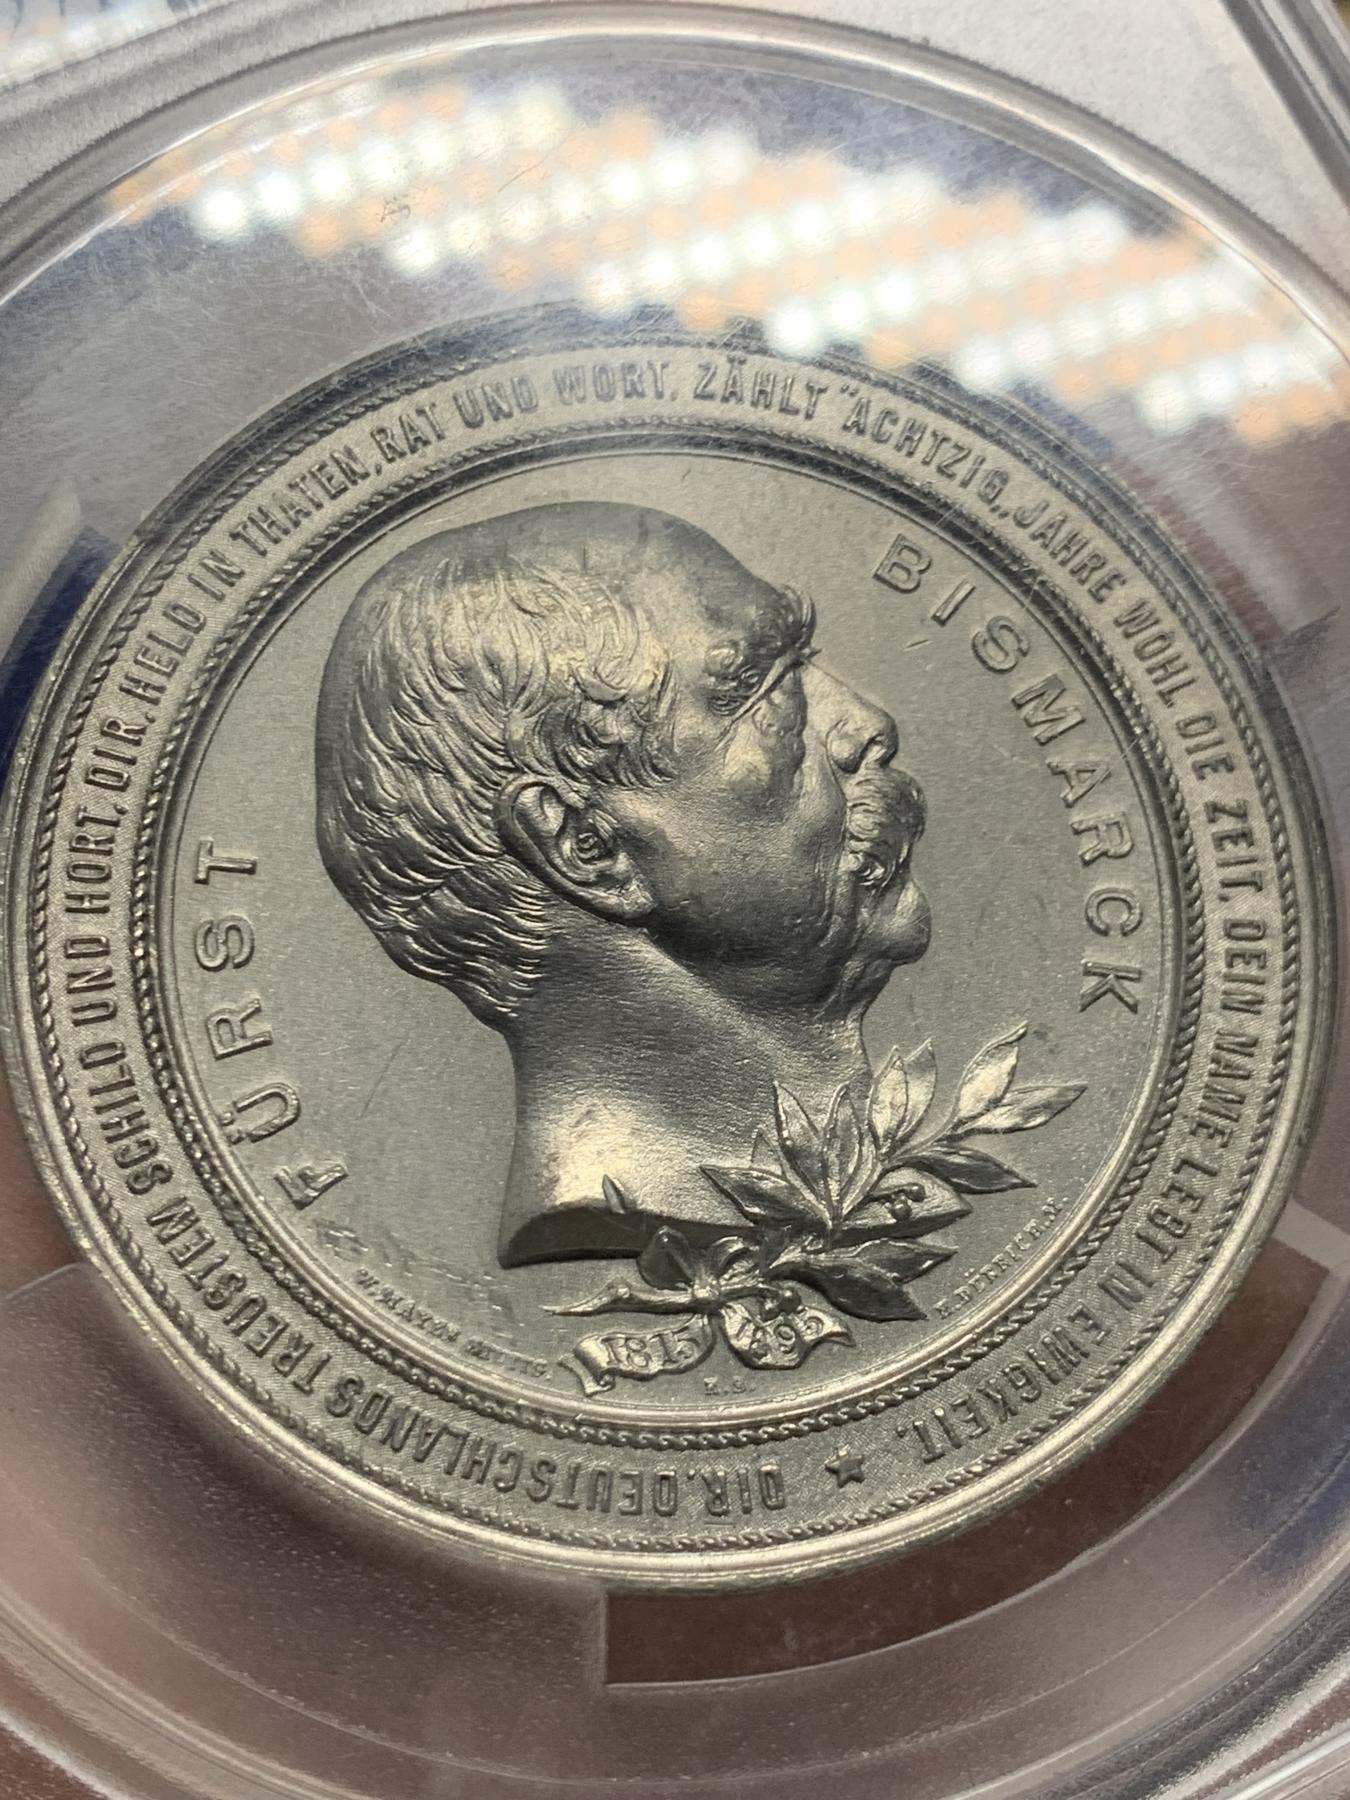 DIR, DEUTSCHLANDS TREUSTEN SCHILD UND HORT, DIR, HELD IN THATEN, RAT UND WORT, ZÄHLT "ACHTZIG" JAHRE WOHL DIE ZEIT, DEIN NAME LEBT IN EWIGKEIT.
FÜRST BISMARCK
1815 1895